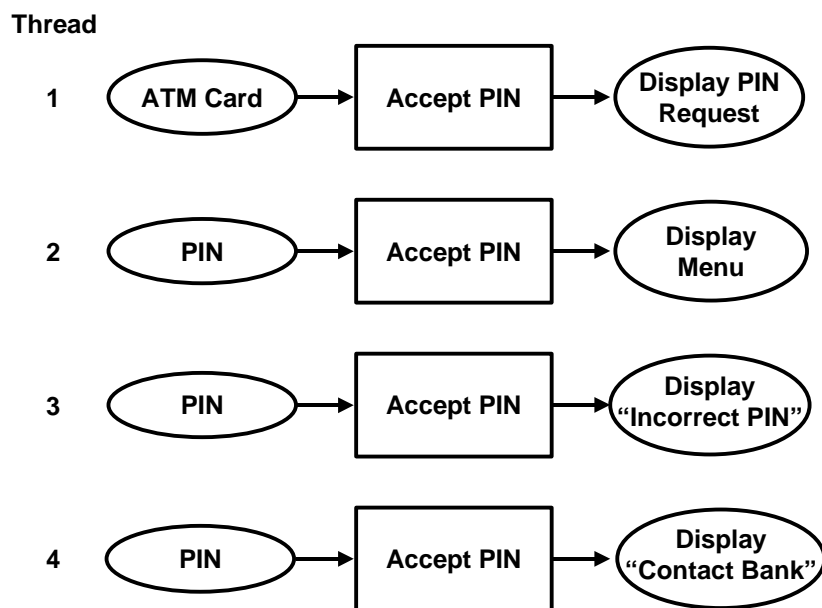 Thread
1 ATM Card Accept PIN Display PIN
Request
2 PIN Accept PIN Display
Menu
3 PIN Accept PIN Display
“Incorrect PIN”
4 PIN Accept PIN Display
“Contact Bank”